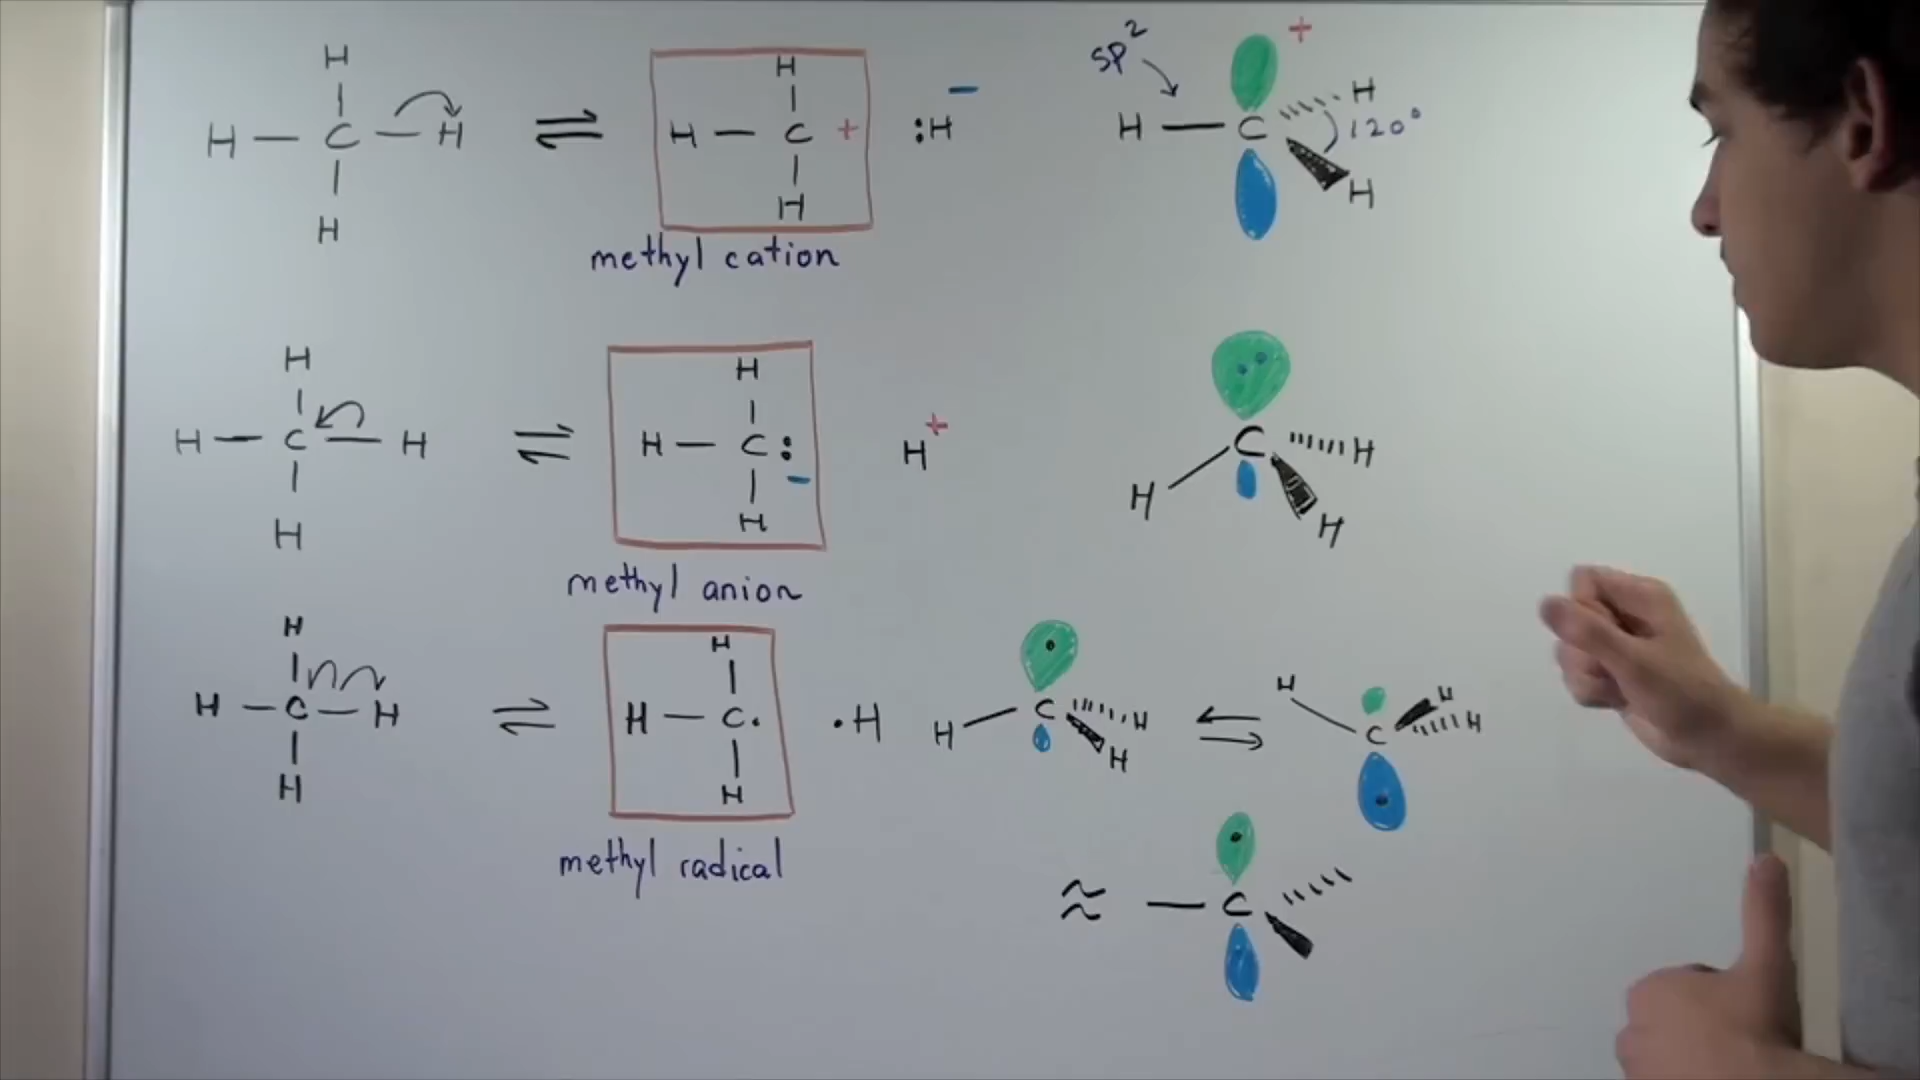 H
H — C — H
H
⇌
H
H — C +
H
:H −
methyl cation
sp²
+
H — C
H
120°
H
H
H — C — H
H
⇌
H
H — C:
−
H
H +
methyl anion
C
H
H
H
H
H — C — H
H
⇌
H
H — C·
H
·H
methyl radical
H
C
H
H
⇌
H
C
H
H
≈
— C